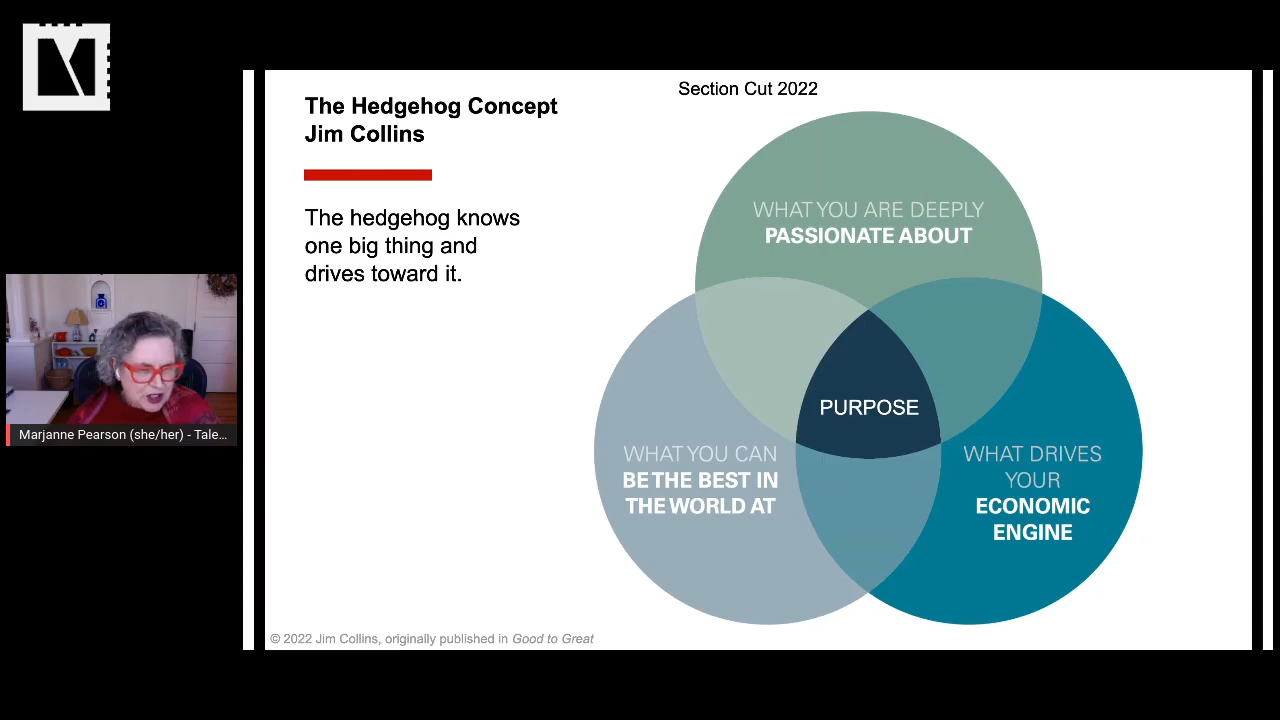 Section Cut 2022
The Hedgehog Concept
Jim Collins
The hedgehog knows
one big thing and
drives toward it.
WHAT YOU ARE DEEPLY
PASSIONATE ABOUT
PURPOSE
WHAT YOU CAN
BE THE BEST IN
THE WORLD AT
WHAT DRIVES
YOUR
ECONOMIC
ENGINE
Marjanne Pearson (she/her) - Tale...
© 2022 Jim Collins, originally published in Good to Great